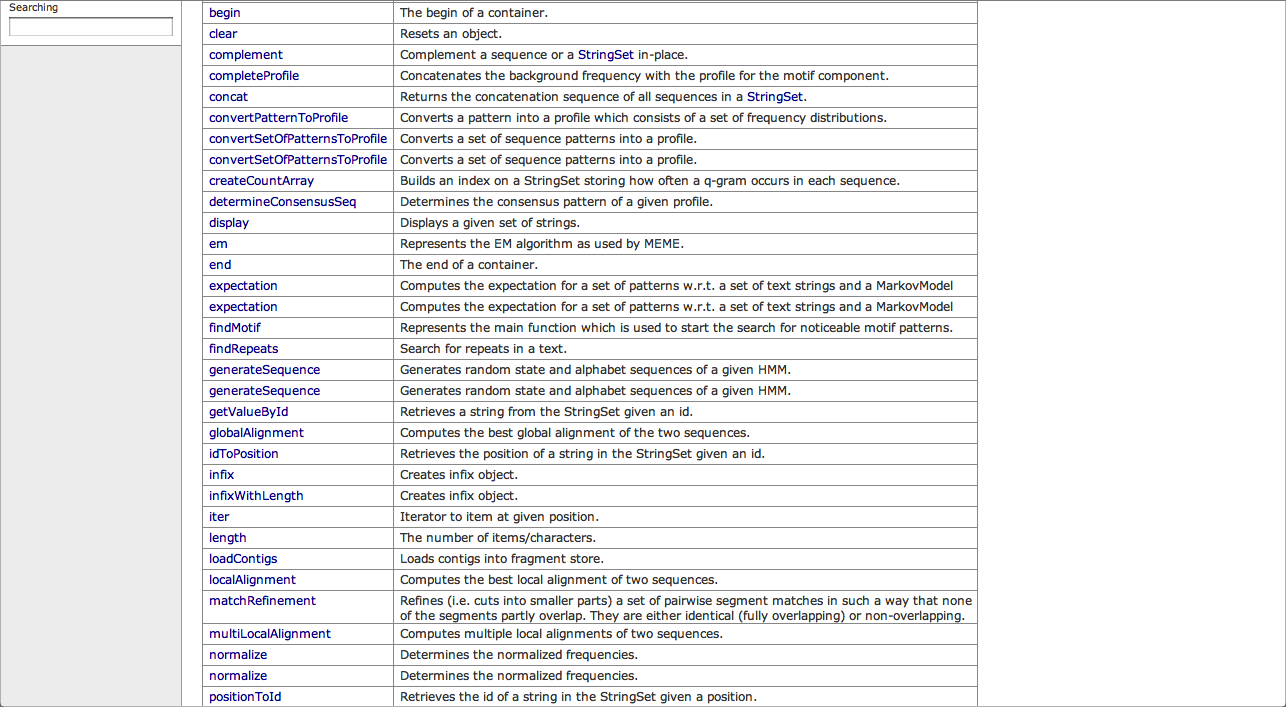 Searching
begin The begin of a container.
clear Resets an object.
complement Complement a sequence or a StringSet in-place.
completeProfile Concatenates the background frequency with the profile for the motif component.
concat Returns the concatenation sequence of all sequences in a StringSet.
convertPatternToProfile Converts a pattern into a profile which consists of a set of frequency distributions.
convertSetOfPatternsToProfile Converts a set of sequence patterns into a profile.
convertSetOfPatternsToProfile Converts a set of sequence patterns into a profile.
createCountArray Builds an index on a StringSet storing how often a q-gram occurs in each sequence.
determineConsensusSeq Determines the consensus pattern of a given profile.
display Displays a given set of strings.
em Represents the EM algorithm as used by MEME.
end The end of a container.
expectation Computes the expectation for a set of patterns w.r.t. a set of text strings and a MarkovModel
expectation Computes the expectation for a set of patterns w.r.t. a set of text strings and a MarkovModel
findMotif Represents the main function which is used to start the search for noticeable motif patterns.
findRepeats Search for repeats in a text.
generateSequence Generates random state and alphabet sequences of a given HMM.
generateSequence Generates random state and alphabet sequences of a given HMM.
getValueById Retrieves a string from the StringSet given an id.
globalAlignment Computes the best global alignment of the two sequences.
idToPosition Retrieves the position of a string in the StringSet given an id.
infix Creates infix object.
infixWithLength Creates infix object.
iter Iterator to item at given position.
length The number of items/characters.
loadContigs Loads contigs into fragment store.
localAlignment Computes the best local alignment of two sequences.
matchRefinement Refines (i.e. cuts into smaller parts) a set of pairwise segment matches in such a way that none
of the segments partly overlap. They are either identical (fully overlapping) or non-overlapping.
multiLocalAlignment Computes multiple local alignments of two sequences.
normalize Determines the normalized frequencies.
normalize Determines the normalized frequencies.
positionToId Retrieves the id of a string in the StringSet given a position.